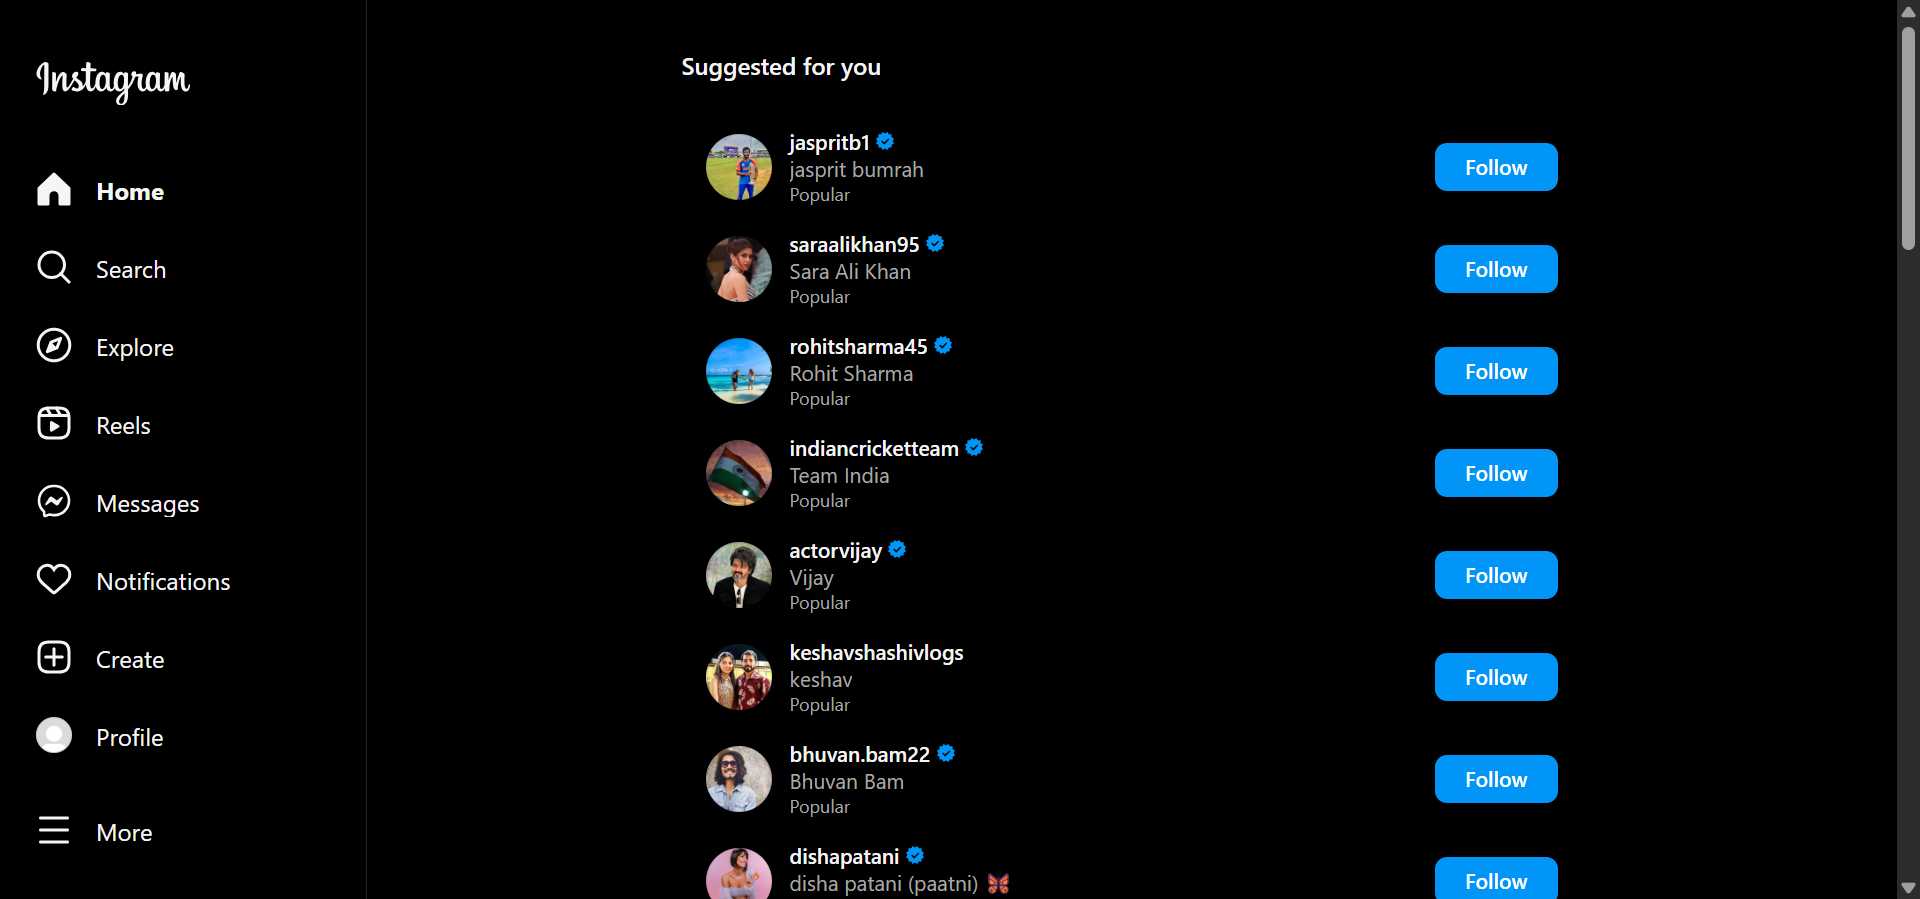 Instagram
Home
Search
Explore
Reels
Messages
Notifications
Create
Profile
More
Suggested for you
jaspritb1
jasprit bumrah
Popular
Follow
saraalikhan95
Sara Ali Khan
Popular
Follow
rohitsharma45
Rohit Sharma
Popular
Follow
indiancricketteam
Team India
Popular
Follow
actorvijay
Vijay
Popular
Follow
keshavshashivlogs
keshav
Popular
Follow
bhuvan.bam22
Bhuvan Bam
Popular
Follow
dishapatani
disha patani (paatni) 🦋
Follow